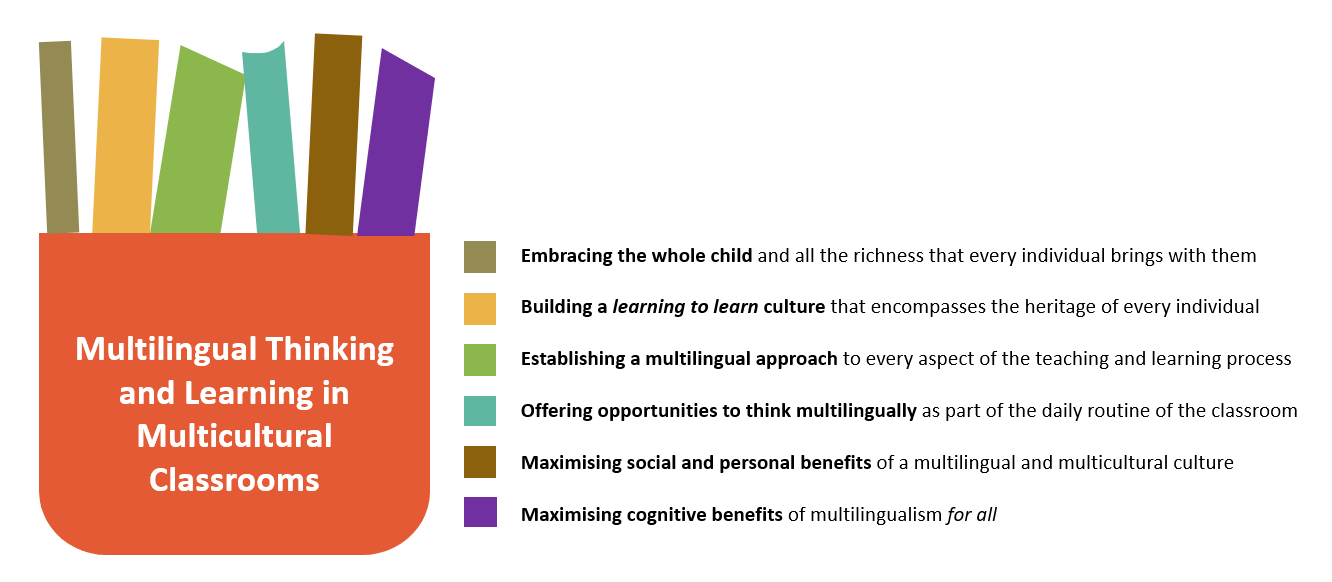 Multilingual Thinking
and Learning in
Multicultural
Classrooms
Embracing the whole child and all the richness that every individual brings with them
Building a learning to learn culture that encompasses the heritage of every individual
Establishing a multilingual approach to every aspect of the teaching and learning process
Offering opportunities to think multilingually as part of the daily routine of the classroom
Maximising social and personal benefits of a multilingual and multicultural culture
Maximising cognitive benefits of multilingualism for all